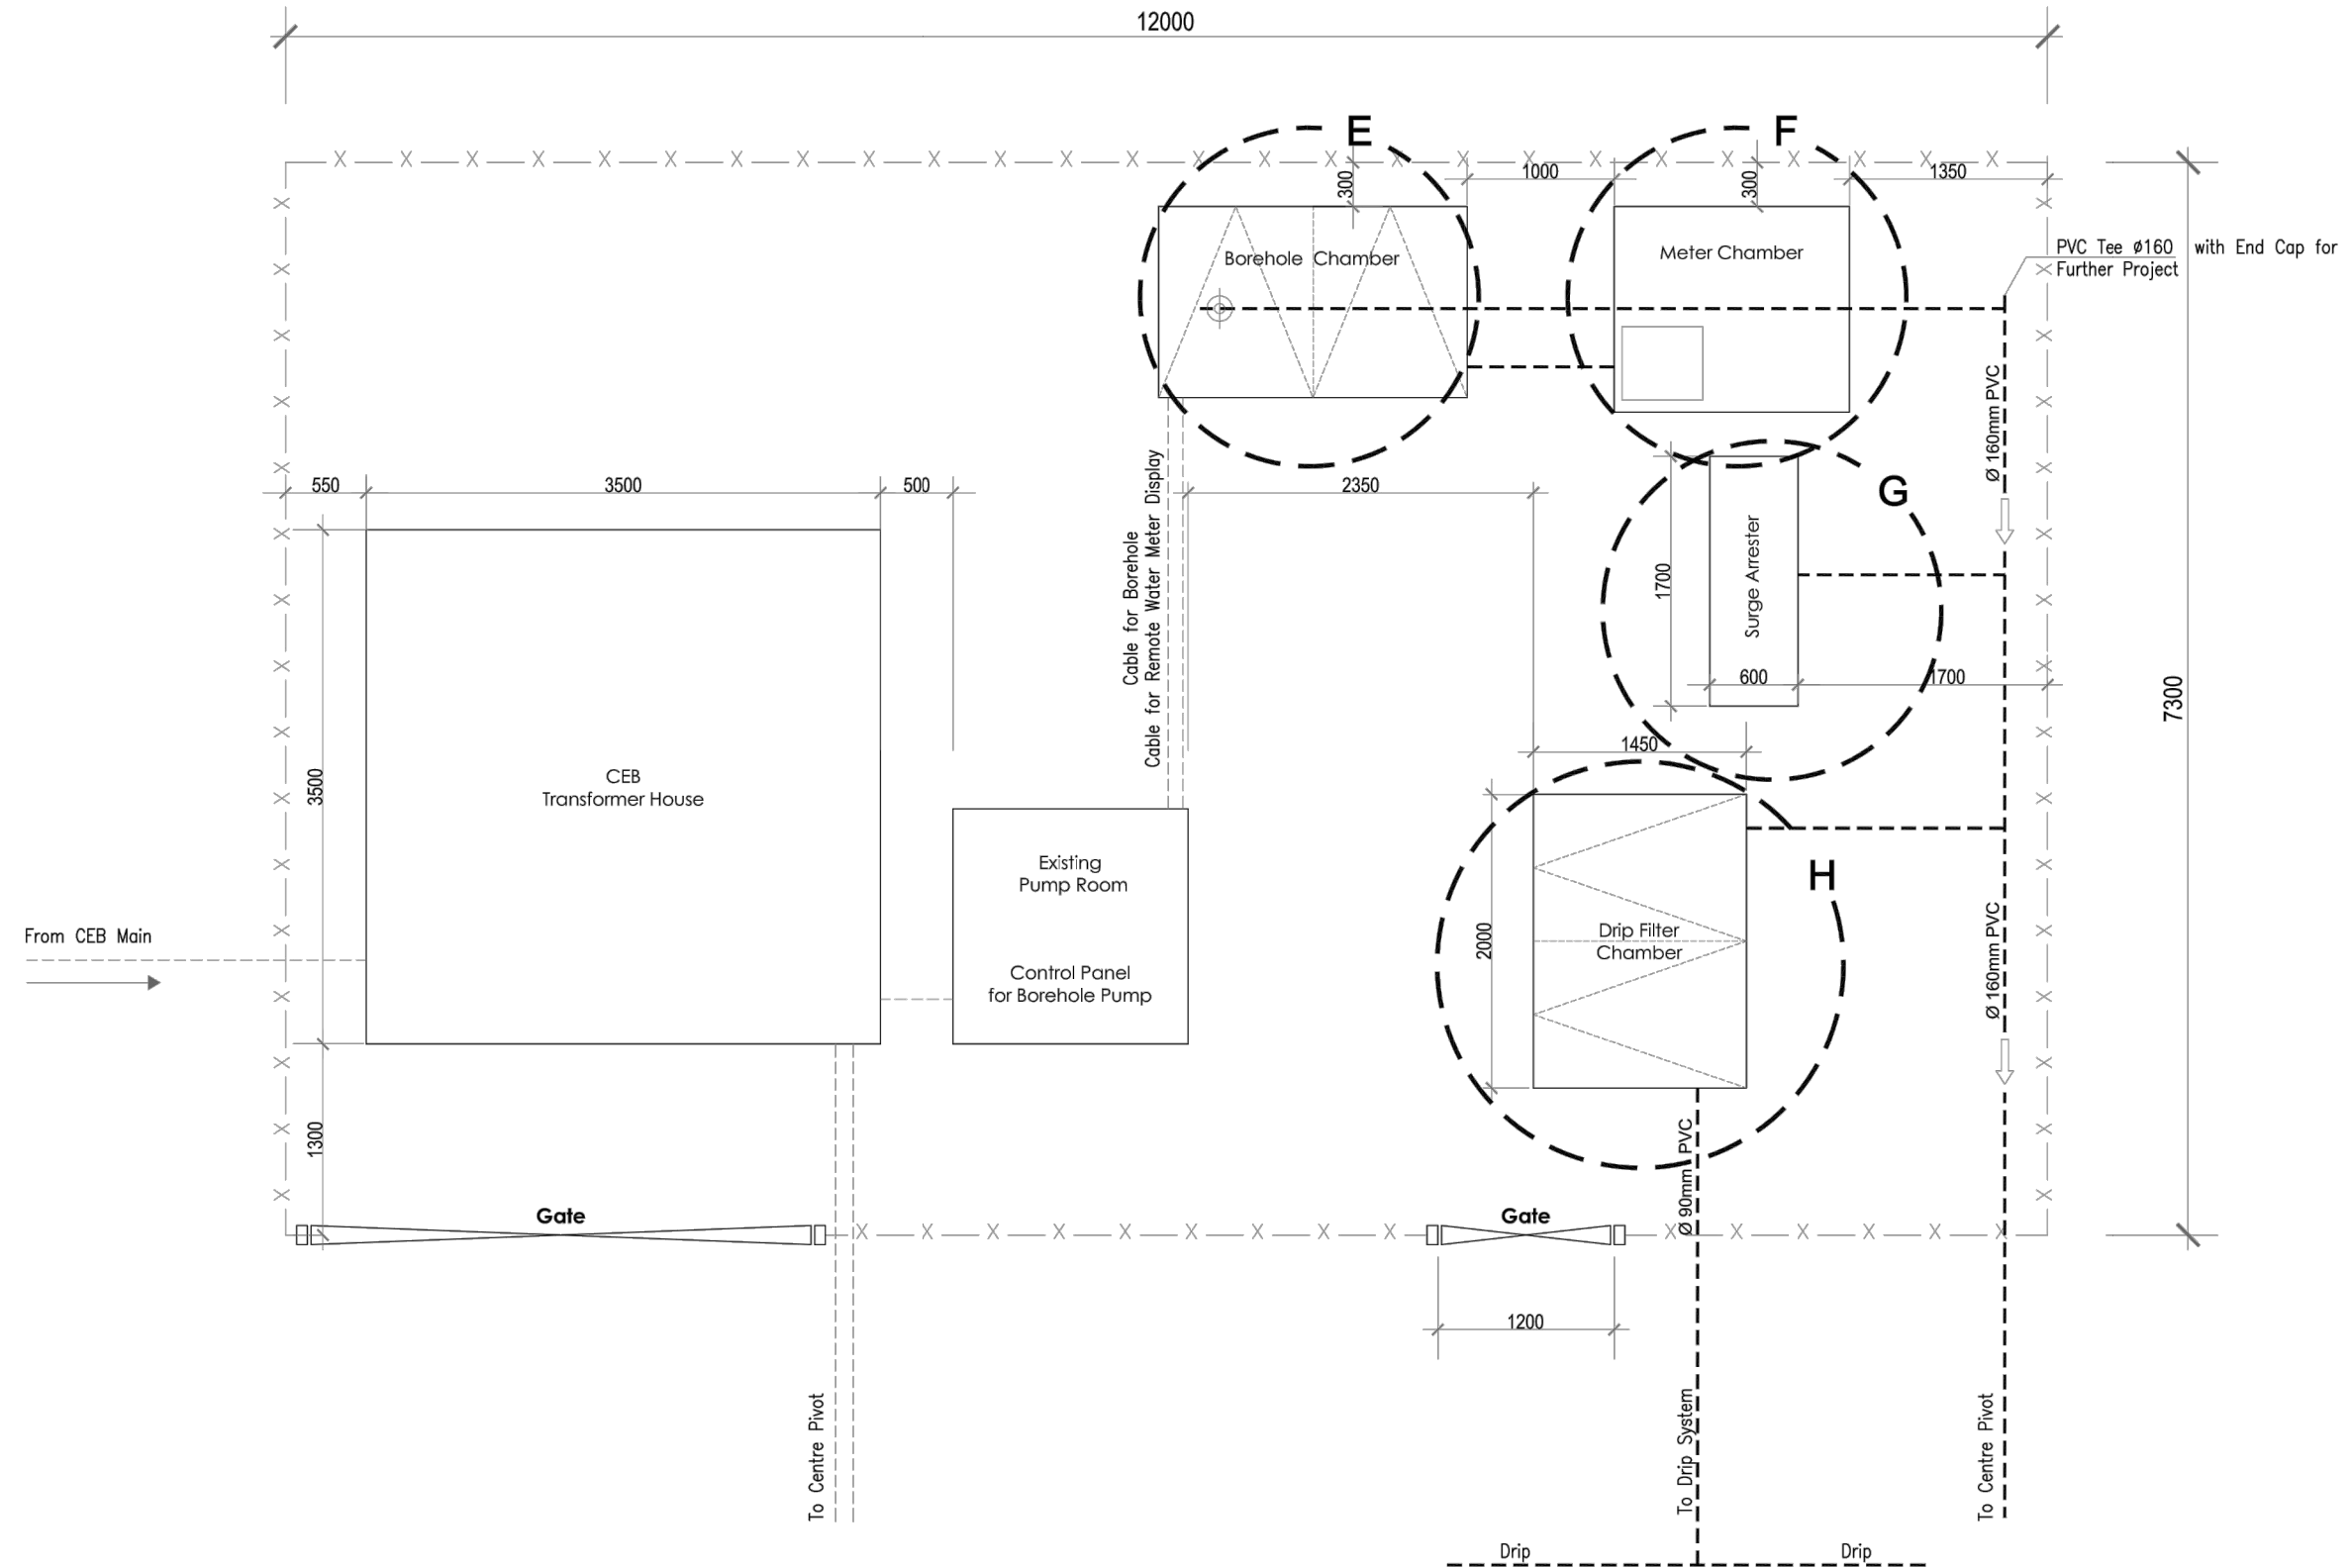 12000
E
F
300
1000
300
1350
Borehole Chamber
Meter Chamber
PVC Tee ø160 with End Cap for
Further Project
Ø 160mm PVC
550
3500
500
2350
G
Cable for Borehole
Cable for Remote Water Meter Display
1700
Surge Arrester
600
1700
7300
1450
3500
CEB
Transformer House
Existing
Pump Room
H
2000
Drip Filter
Chamber
Ø 160mm PVC
From CEB Main
Control Panel
for Borehole Pump
1300
Ø 90mm PVC
Gate
Gate
1200
To Centre Pivot
To Drip System
To Centre Pivot
Drip
Drip